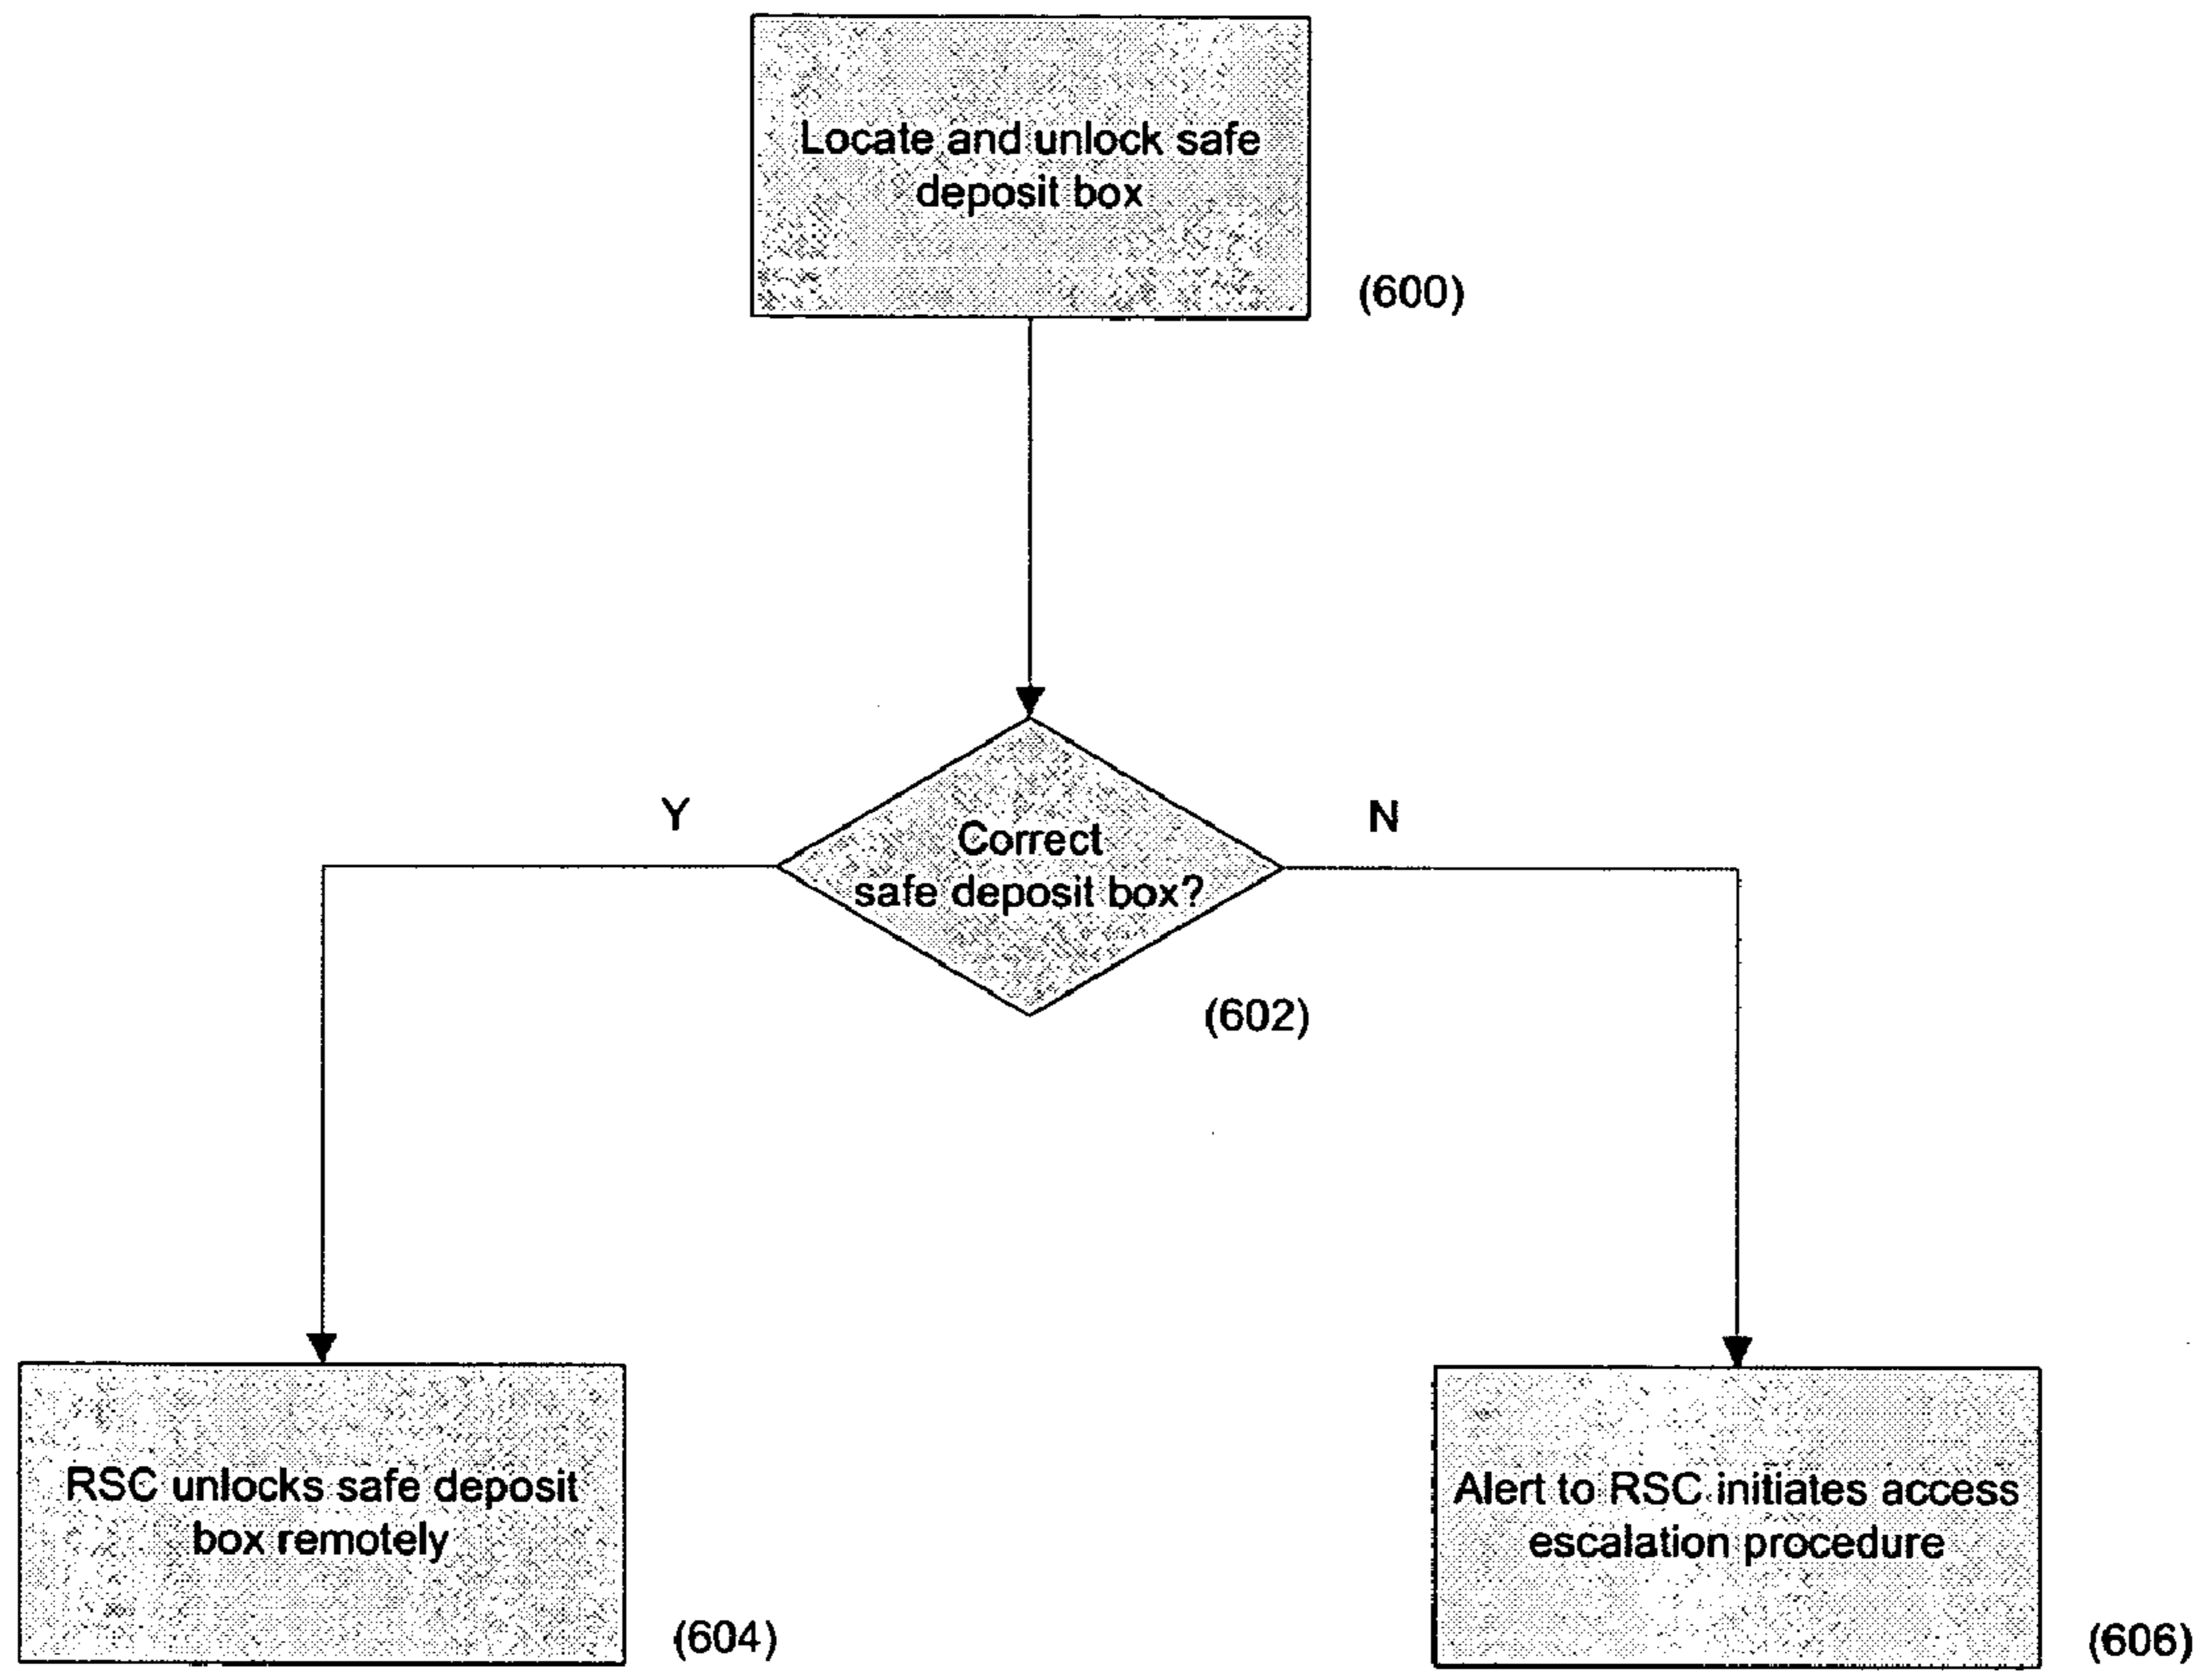 Locate and unlock safe
deposit box
(600)
Y
N
Correct
safe deposit box?
(602)
RSC unlocks safe deposit
box remotely
(604)
Alert to RSC initiates access
escalation procedure
(606)